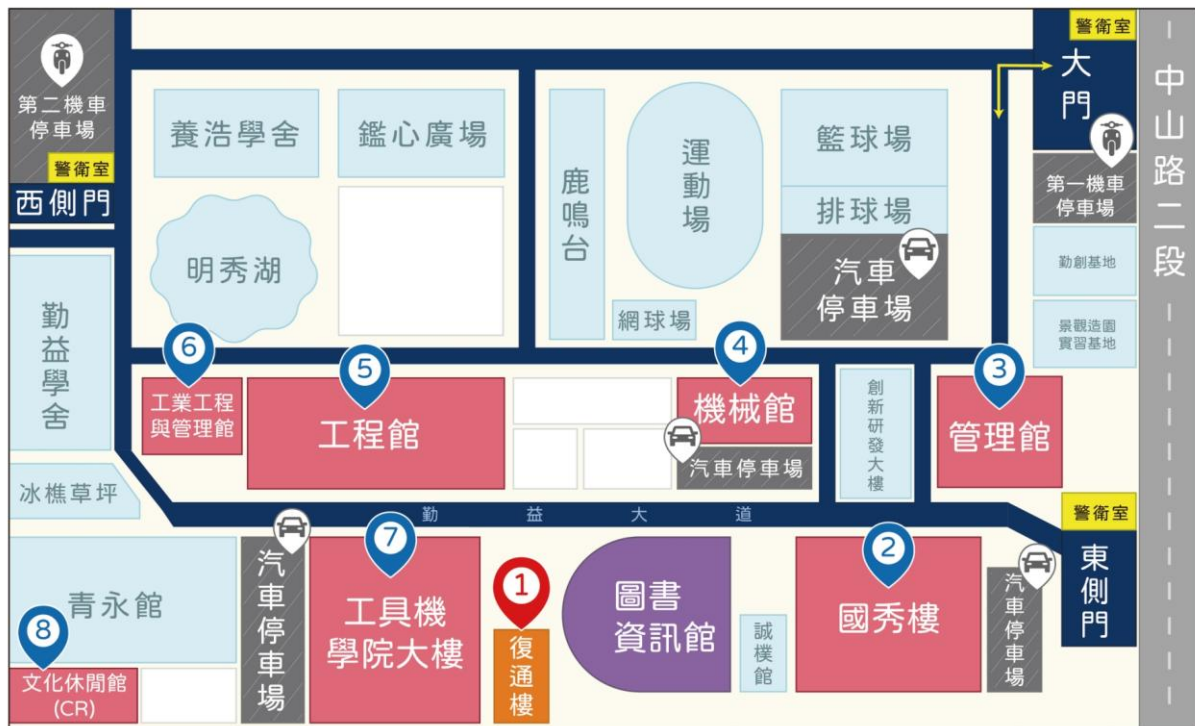 警衛室
大門
中山路二段
第二機車
停車場
警衛室
西側門
養浩學舍
鑑心廣場
鹿鳴台
運動場
籃球場
排球場
汽車
停車場
第一機車
停車場
勤創基地
景觀造園
實習基地
明秀湖
網球場
勤益學舍
6
工業工程
與管理館
5
工程館
4
機械館
汽車停車場
創新研發大樓
3
管理館
冰樵草坪
勤益大道
警衛室
東側門
青永館
8
文化休閒館
(CR)
汽車停車場
7
工具機
學院大樓
1
復通樓
圖書
資訊館
誠樸館
2
國秀樓
汽車停車場